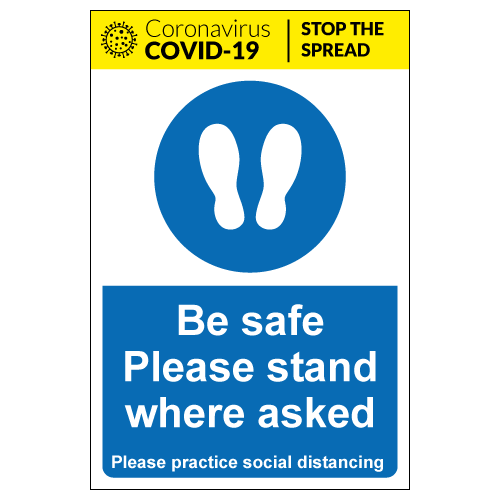 Coronavirus
COVID-19
STOP THE
SPREAD
Be safe
Please stand
where asked
Please practice social distancing